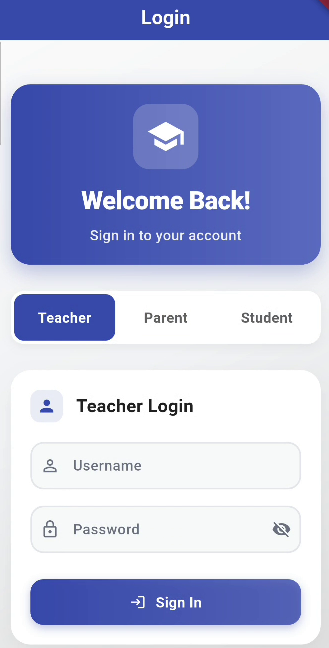 Login
Welcome Back!
Sign in to your account
Teacher Parent Student
Teacher Login
Username
Password
Sign In